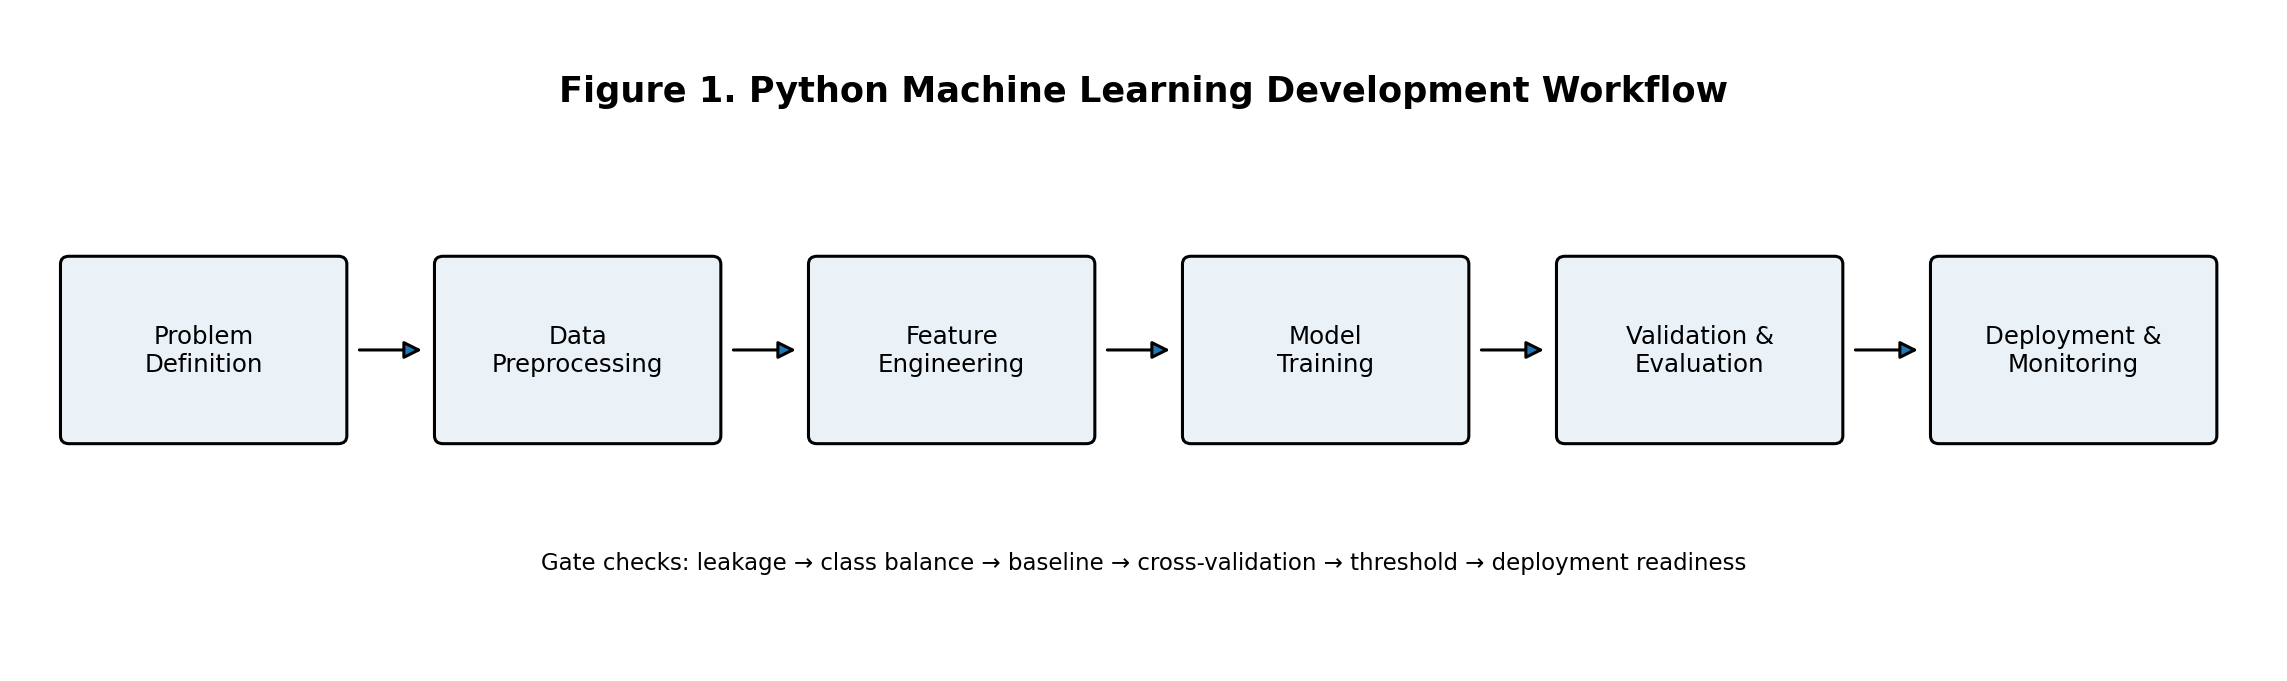 Figure 1. Python Machine Learning Development Workflow
Problem
Definition
Data
Preprocessing
Feature
Engineering
Model
Training
Validation &
Evaluation
Deployment &
Monitoring
Gate checks: leakage → class balance → baseline → cross-validation → threshold → deployment readiness